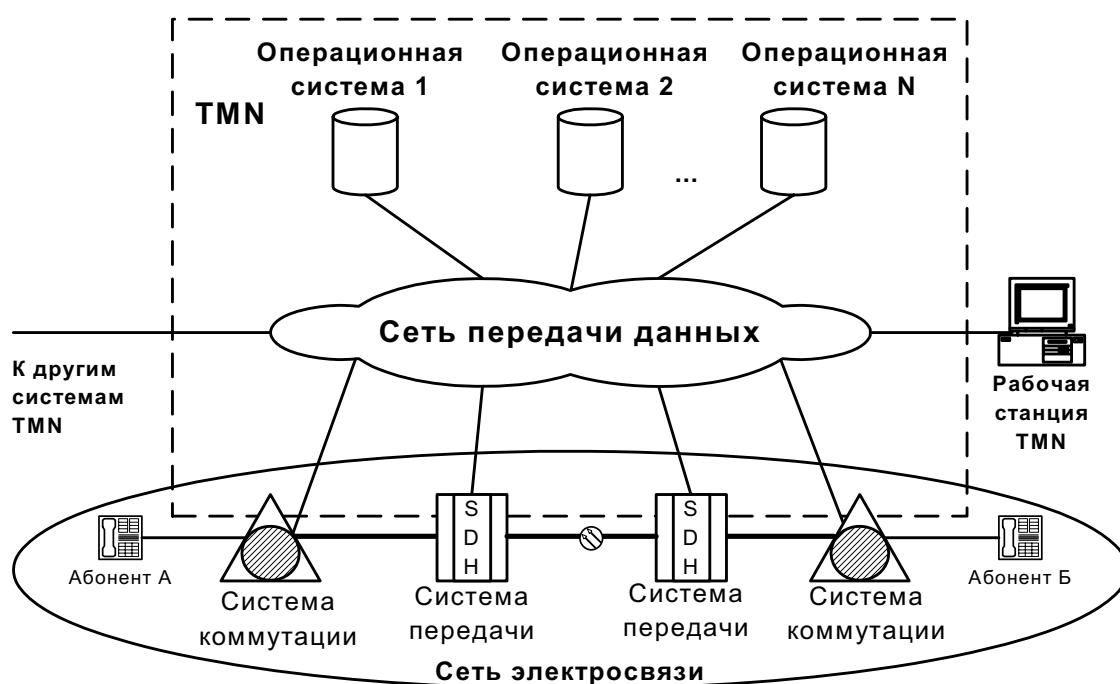 Операционная система 1
Операционная система 2
Операционная система N
TMN
...
Сеть передачи данных
К другим
системам
TMN
Рабочая
станция
TMN
S
D
H
S
D
H
Абонент А
Абонент Б
Система
коммутации
Система
передачи
Система
передачи
Система
коммутации
Сеть электросвязи